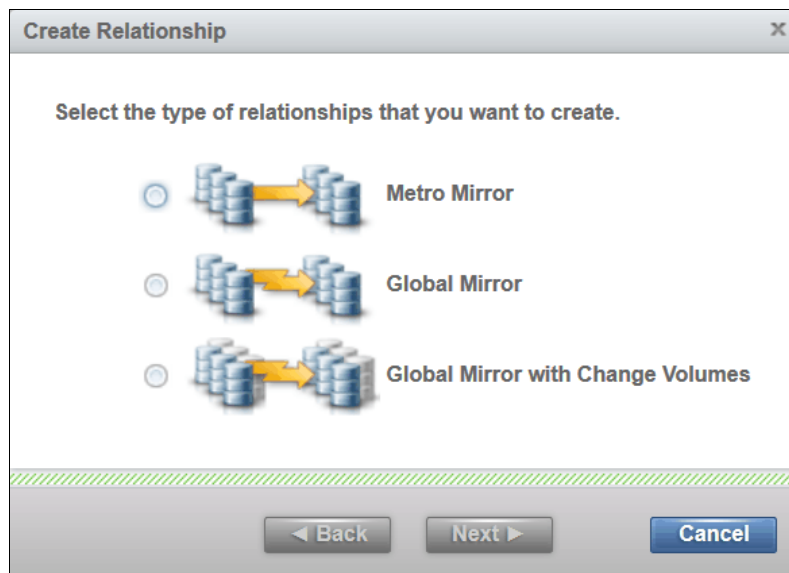 Create Relationship x
Select the type of relationships that you want to create.
Metro Mirror
Global Mirror
Global Mirror with Change Volumes
◄ Back Next ► Cancel